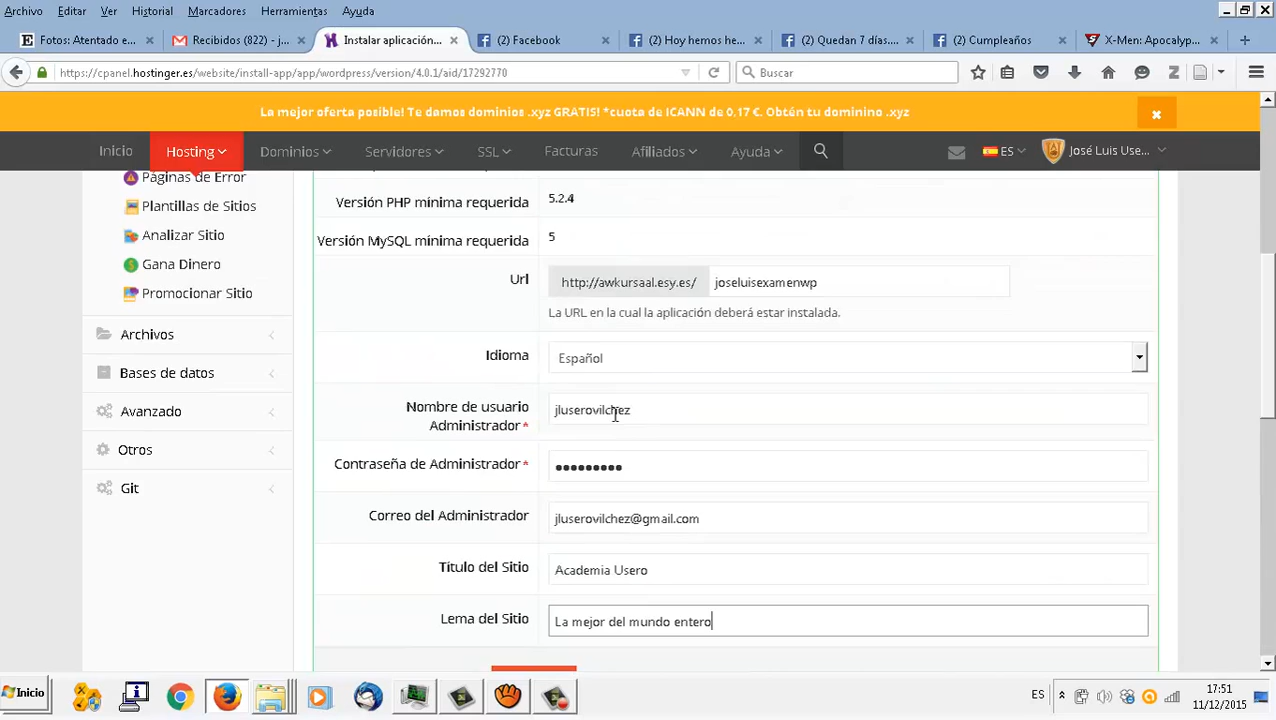 Archivo Editar Ver Historial Marcadores Herramientas Ayuda
Fotos: Atentado e... Recibidos (822) - j... Instalar aplicación... (2) Facebook (2) Hoy hemos he... (2) Quedan 7 días.... (2) Cumpleaños X-Men: Apocalyp...
https://cpanel.hostinger.es/website/install-app/app/wordpress/version/4.0.1/aid/17292770 Buscar
La mejor oferta posible! Te damos dominios .xyz GRATIS! *cuota de ICANN de 0,17 €. Obtén tu dominino .xyz
Inicio Hosting Dominios Servidores SSL Facturas Afiliados Ayuda ES José Luis Use...
Páginas de Error
Plantillas de Sitios
Analizar Sitio
Gana Dinero
Promocionar Sitio
Archivos
Bases de datos
Avanzado
Otros
Git
Versión PHP mínima requerida 5.2.4
Versión MySQL mínima requerida 5
Url http://awkursaal.esy.es/ joseluisexamenwp
La URL en la cual la aplicación deberá estar instalada.
Idioma Español
Nombre de usuario
Administrador* jluserovilchez
Contraseña de Administrador* •••••••••
Correo del Administrador jluserovilchez@gmail.com
Titulo del Sitio Academia Usero
Lema del Sitio La mejor del mundo entero
Inicio ES 17:51
11/12/2015